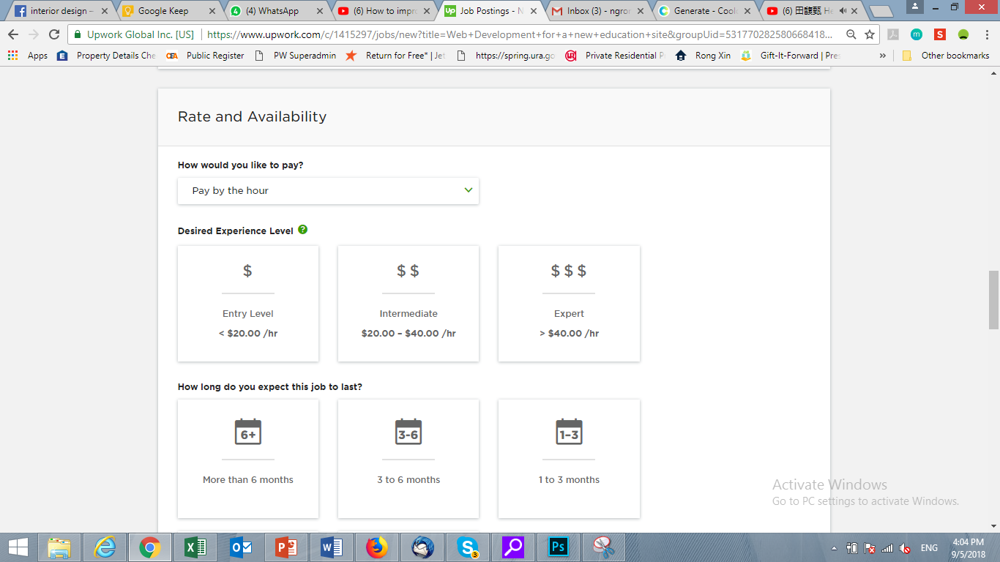 interior design –
Google Keep
(4) WhatsApp
(6) How to impro
Job Postings - N
Inbox (3) - ngror
Generate - Cool
(6) 田馥甄 He
Upwork Global Inc. [US]
https://www.upwork.com/c/1415297/jobs/new?title=Web+Development+for+a+new+education+site&groupUid=531770282580668418...
Apps
Property Details Che
CEA
Public Register
PW Superadmin
Return for Free* | Jet
https://spring.ura.go
Private Residential P
Rong Xin
Gift-It-Forward | Pre
»
Other bookmarks
Rate and Availability
How would you like to pay?
Pay by the hour
Desired Experience Level ?
$
$ $
$ $ $
Entry Level
Intermediate
Expert
< $20.00 /hr
$20.00 – $40.00 /hr
> $40.00 /hr
How long do you expect this job to last?
6+
3-6
1-3
More than 6 months
3 to 6 months
1 to 3 months
Activate Windows
Go to PC settings to activate Windows.
ENG
4:04 PM
9/5/2018